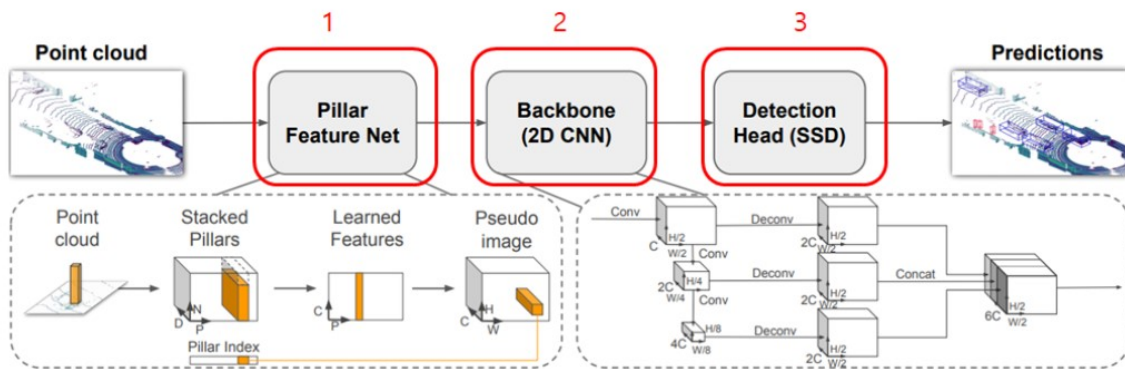 1
2
3
Point cloud
Pillar
Feature Net
Backbone
(2D CNN)
Detection
Head (SSD)
Predictions
Point
cloud
Stacked
Pillars
Learned
Features
Pseudo
image
D
N
P
C
P
C
H
W
Pillar Index
Conv
C
H/2
W/2
Deconv
2C
H/2
W/2
Conv
2C
H/4
W/4
Deconv
2C
H/2
W/2
Concat
Conv
4C
H/8
W/8
Deconv
2C
H/2
W/2
6C
H/2
W/2